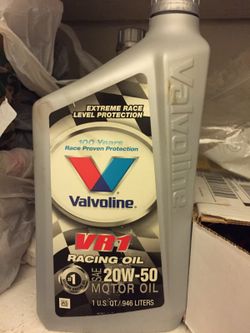 EXTREME RACE
LEVEL PROTECTION
100 Years
Race Proven Protection
Valvoline
Valvoline
VR1
RACING OIL
#1
SAE 20W-50
MOTOR OIL
1 U.S. QT./946 LITERS